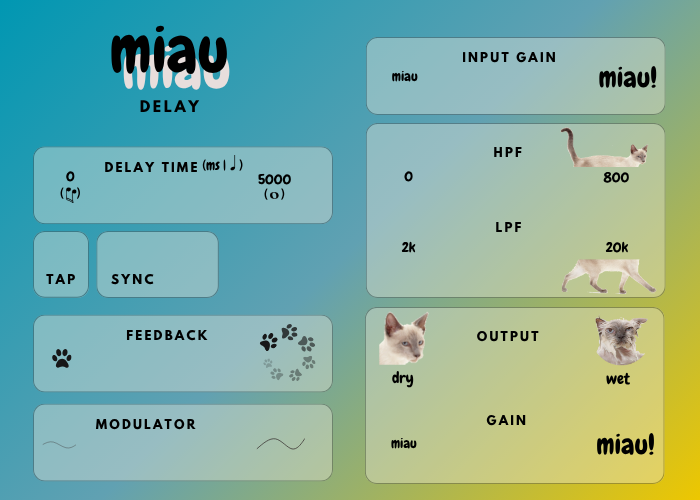 miau
miau
DELAY
DELAY TIME (ms | ♩)
0
5000
(o)
TAP
SYNC
FEEDBACK
MODULATOR
INPUT GAIN
miau
miau!
HPF
0
800
LPF
2k
20k
OUTPUT
dry
wet
GAIN
miau
miau!